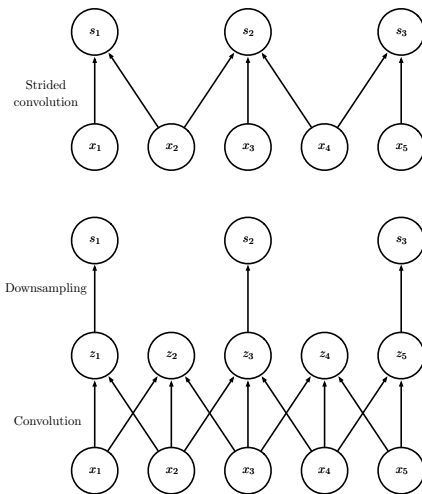 s₁ s₂ s₃
Strided
convolution
x₁ x₂ x₃ x₄ x₅
s₁ s₂ s₃
Downsampling
z₁ z₂ z₃ z₄ z₅
Convolution
x₁ x₂ x₃ x₄ x₅